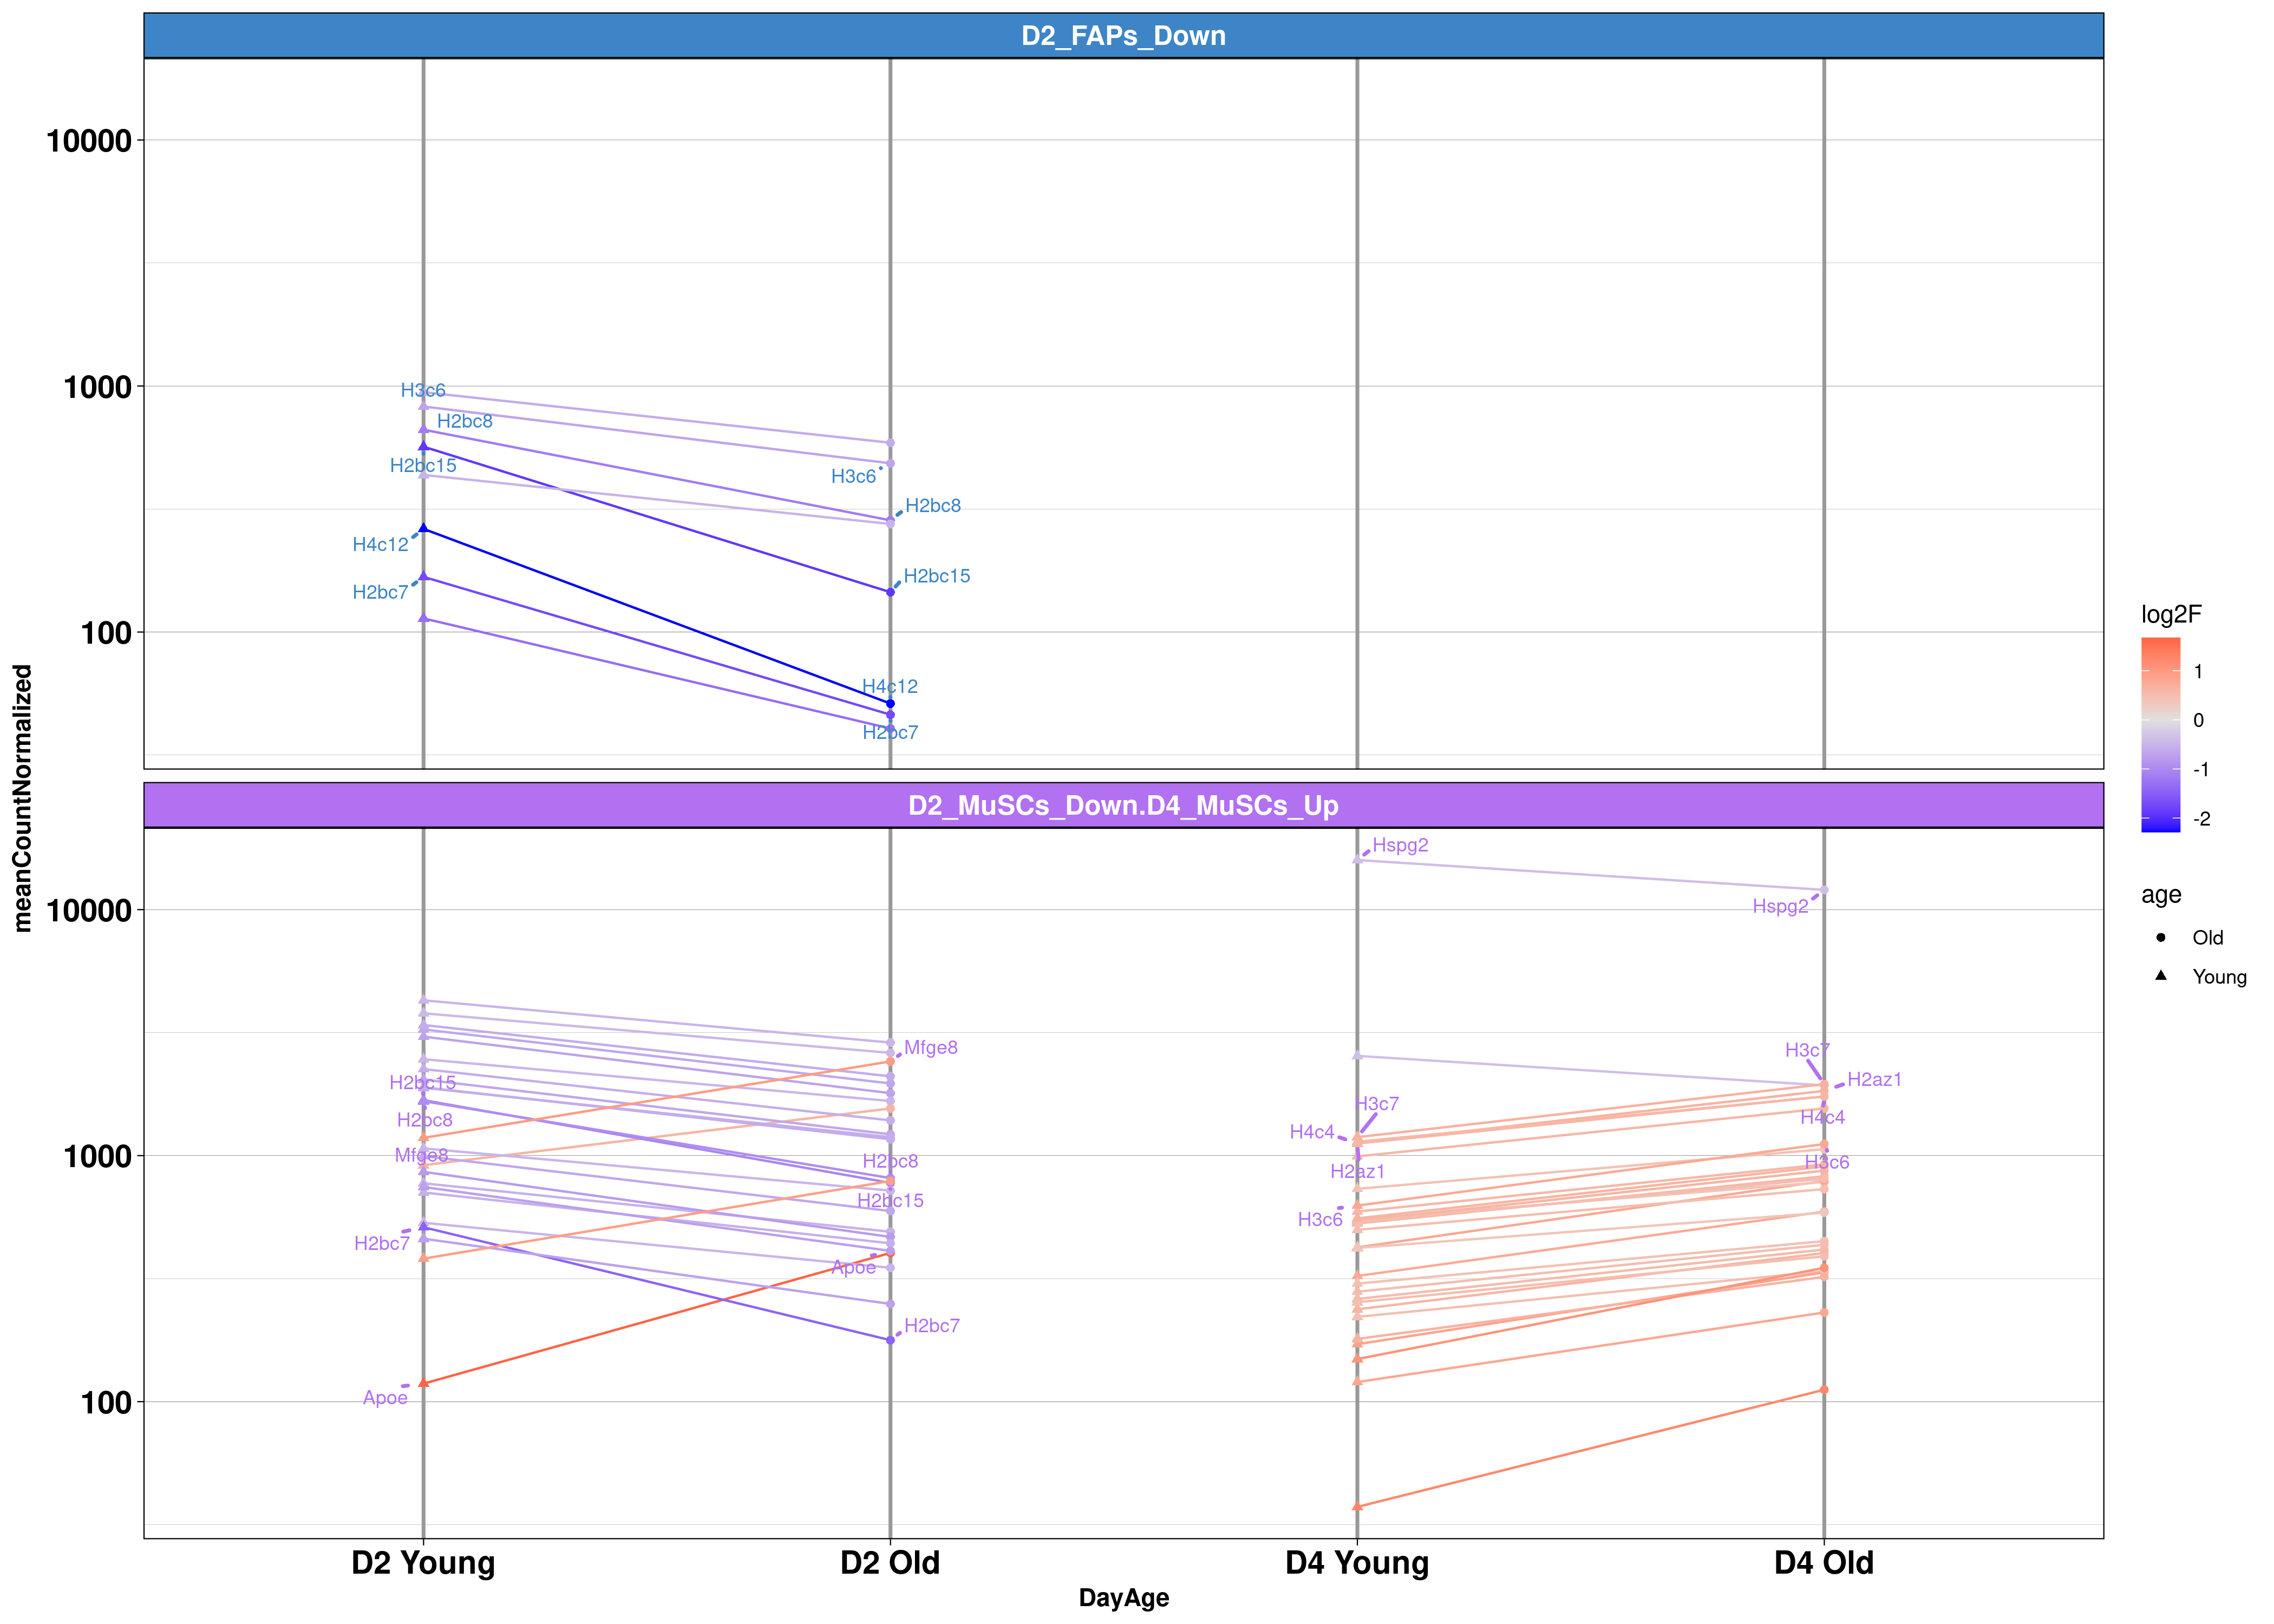 D2_FAPs_Down
10000
1000
100
H3c6
H2bc8
H2bc15
H4c12
H2bc7
H3c6
H2bc8
H2bc15
H4c12
H2bc7
D2_MuSCs_Down.D4_MuSCs_Up
10000
1000
100
H2bc15
H2bc8
Mfge8
H2bc7
Apoe
Mfge8
H2bc8
H2bc15
Apoe
H2bc7
Hspg2
H3c7
H4c4
H2az1
H3c6
Hspg2
H3c7
H2az1
H4c4
H3c6
D2 Young
D2 Old
D4 Young
D4 Old
DayAge
meanCountNormalized
log2F
1
0
-1
-2
age
Old
Young